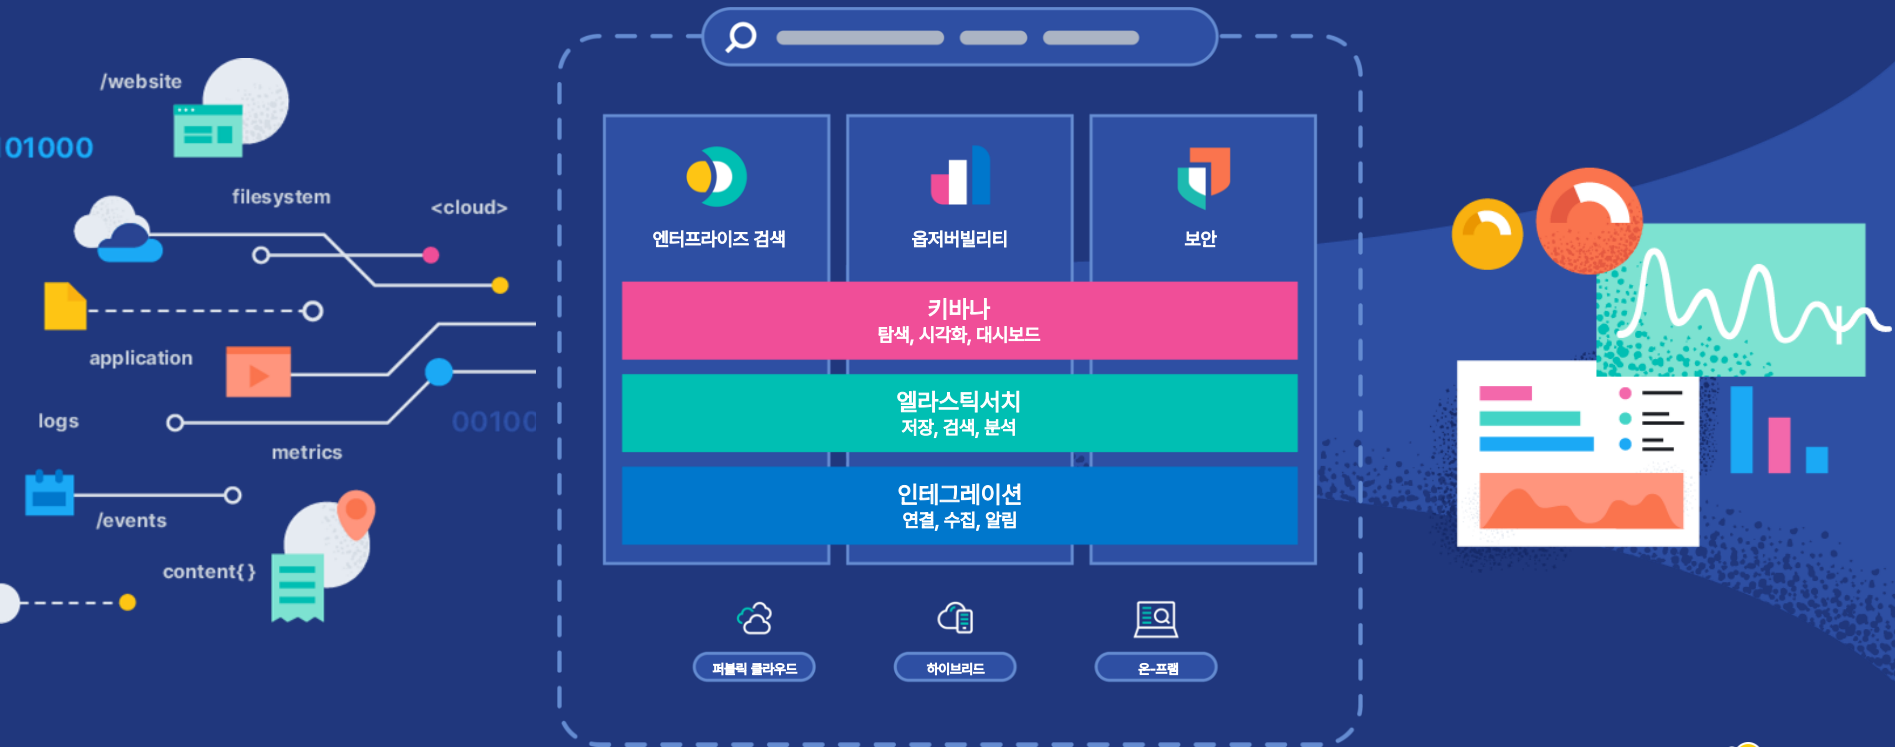 /website
101000
filesystem
<cloud>
application
logs
00100
metrics
/events
content{}
엔터프라이즈 검색
옵저버빌리티
보안
키바나
탐색, 시각화, 대시보드
엘라스틱서치
저장, 검색, 분석
인테그레이션
연결, 수집, 알림
퍼블릭 클라우드
하이브리드
온-프렘